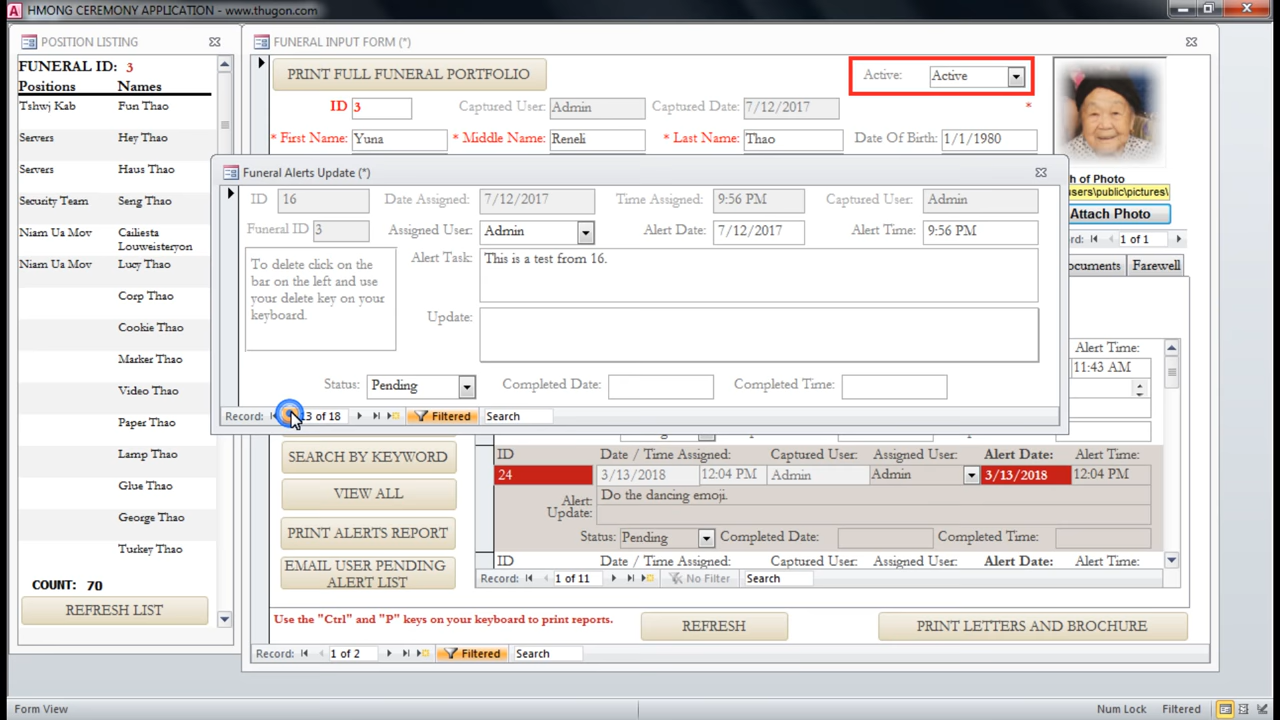 HMONG CEREMONY APPLICATION - www.thugon.com
POSITION LISTING
FUNERAL ID: 3
Positions Names
Tshwj Kab Fun Thao
Servers Hey Thao
Servers Haus Thao
Security Team Seng Thao
Niam Ua Mov Cailiesta
Louweisteryon
Niam Ua Mov Lucy Thao
Corp Thao
Cookie Thao
Marker Thao
Video Thao
Paper Thao
Lamp Thao
Glue Thao
George Thao
Turkey Thao
COUNT: 70
REFRESH LIST
FUNERAL INPUT FORM (*)
PRINT FULL FUNERAL PORTFOLIO
Active: Active
ID 3 Captured User: Admin Captured Date: 7/12/2017 *
* First Name: Yuna * Middle Name: Reneli * Last Name: Thao Date Of Birth: 1/1/1980
h of Photo
users\public\pictures\
Attach Photo
rd: 1 of 1
ocuments Farewell
Funeral Alerts Update (*)
ID 16 Date Assigned: 7/12/2017 Time Assigned: 9:56 PM Captured User: Admin
Funeral ID 3 Assigned User: Admin Alert Date: 7/12/2017 Alert Time: 9:56 PM
To delete click on the
bar on the left and use
your delete key on your
keyboard.
Alert Task: This is a test from 16.
Update:
Status: Pending Completed Date: Completed Time:
Record: 13 of 18 Filtered Search
Alert Time:
11:43 AM
SEARCH BY KEYWORD
VIEW ALL
PRINT ALERTS REPORT
EMAIL USER PENDING
ALERT LIST
ID Date / Time Assigned: Captured User: Assigned User: Alert Date: Alert Time:
24 3/13/2018 12:04 PM Admin Admin 3/13/2018 12:04 PM
Alert: Do the dancing emoji.
Update:
Status: Pending Completed Date: Completed Time:
ID Date / Time Assigned: Captured User: Assigned User: Alert Date: Alert Time:
Record: 1 of 11 No Filter Search
Use the "Ctrl" and "P" keys on your keyboard to print reports.
REFRESH
PRINT LETTERS AND BROCHURE
Record: 1 of 2 Filtered Search
Form View Num Lock Filtered